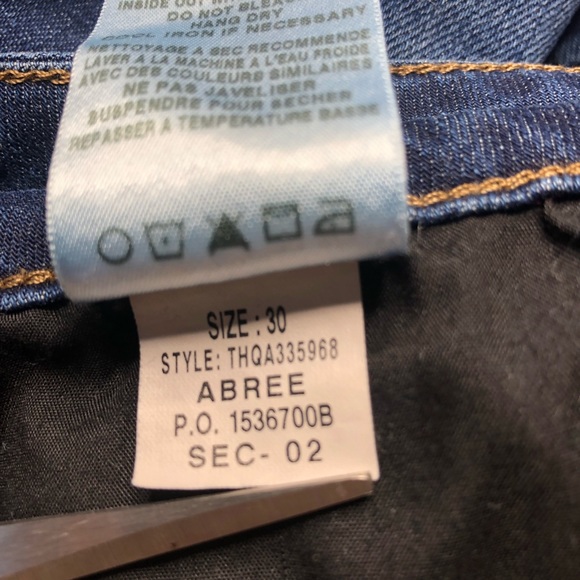 INSIDE OUT
DO NOT BLEACH
HANG DRY
COOL IRON IF NECESSARY
NETTOYAGE A SEC RECOMMENDE
LAVER A LA MACHINE A L'EAU FROIDE
AVEC DES COULEURS SIMILAIRES
NE PAS JAVELISER
SUSPENDRE POUR SECHER
REPASSER A TEMPERATURE BASSE
SIZE : 30
STYLE: THQA335968
ABREE
P.O. 1536700B
SEC- 02